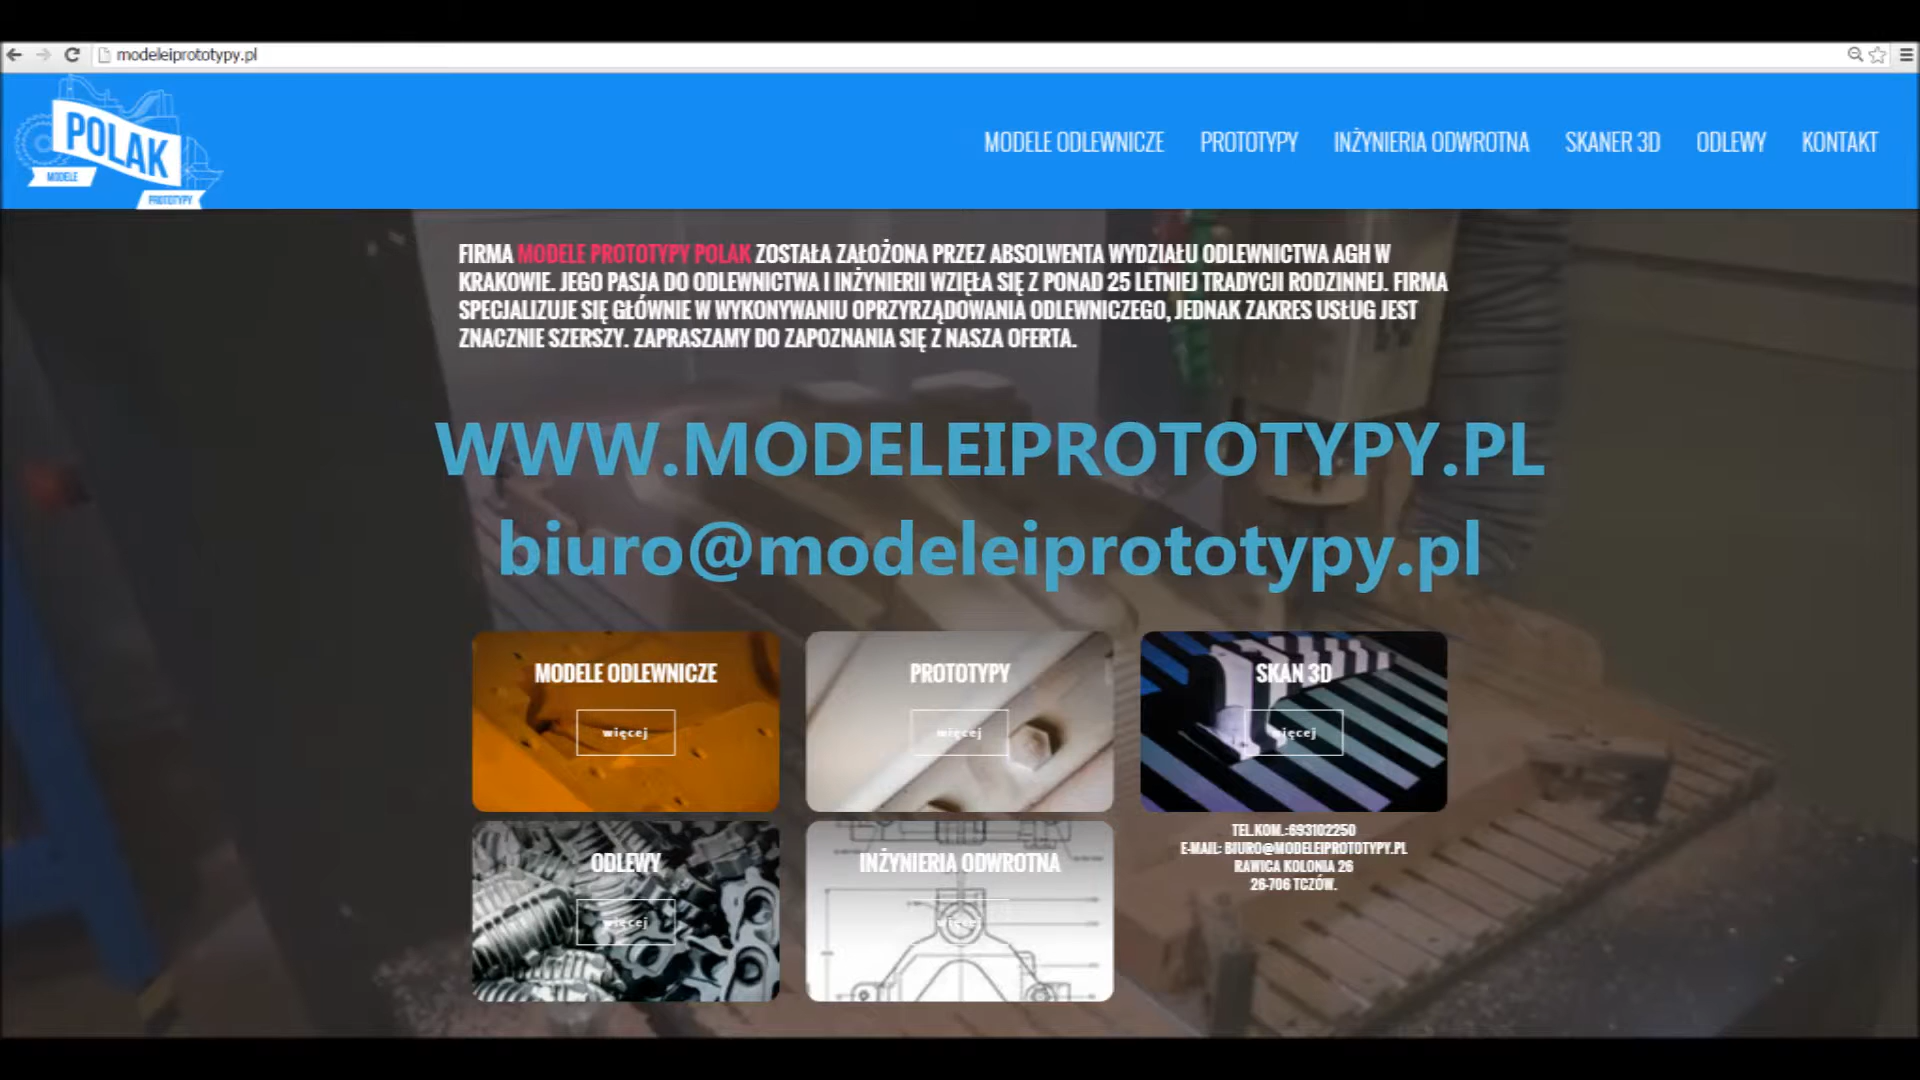 modeleiprototypy.pl
POLAK
MODELE
PROTOTYPY
MODELE ODLEWNICZE PROTOTYPY INŻYNIERIA ODWROTNA SKANER 3D ODLEWY KONTAKT
FIRMA MODELE PROTOTYPY POLAK ZOSTAŁA ZAŁOŻONA PRZEZ ABSOLWENTA WYDZIAŁU ODLEWNICTWA AGH W
KRAKOWIE. JEGO PASJA DO ODLEWNICTWA I INŻYNIERII WZIĘŁA SIĘ Z PONAD 25 LETNIEJ TRADYCJI RODZINNEJ. FIRMA
SPECJALIZUJE SIĘ GŁÓWNIE W WYKONYWANIU OPRZYRZĄDOWANIA ODLEWNICZEGO, JEDNAK ZAKRES USŁUG JEST
ZNACZNIE SZERSZY. ZAPRASZAMY DO ZAPOZNANIA SIĘ Z NASZA OFERTA.
WWW.MODELEIPROTOTYPY.PL
biuro@modeleiprototypy.pl
MODELE ODLEWNICZE
więcej
PROTOTYPY
więcej
SKAN 3D
więcej
ODLEWY
więcej
INŻYNIERIA ODWROTNA
więcej
TEL.KOM.:693102250
E-MAIL: BIURO@MODELEIPROTOTYPY.PL
RAWICA KOLONIA 26
26-706 TCZÓW.